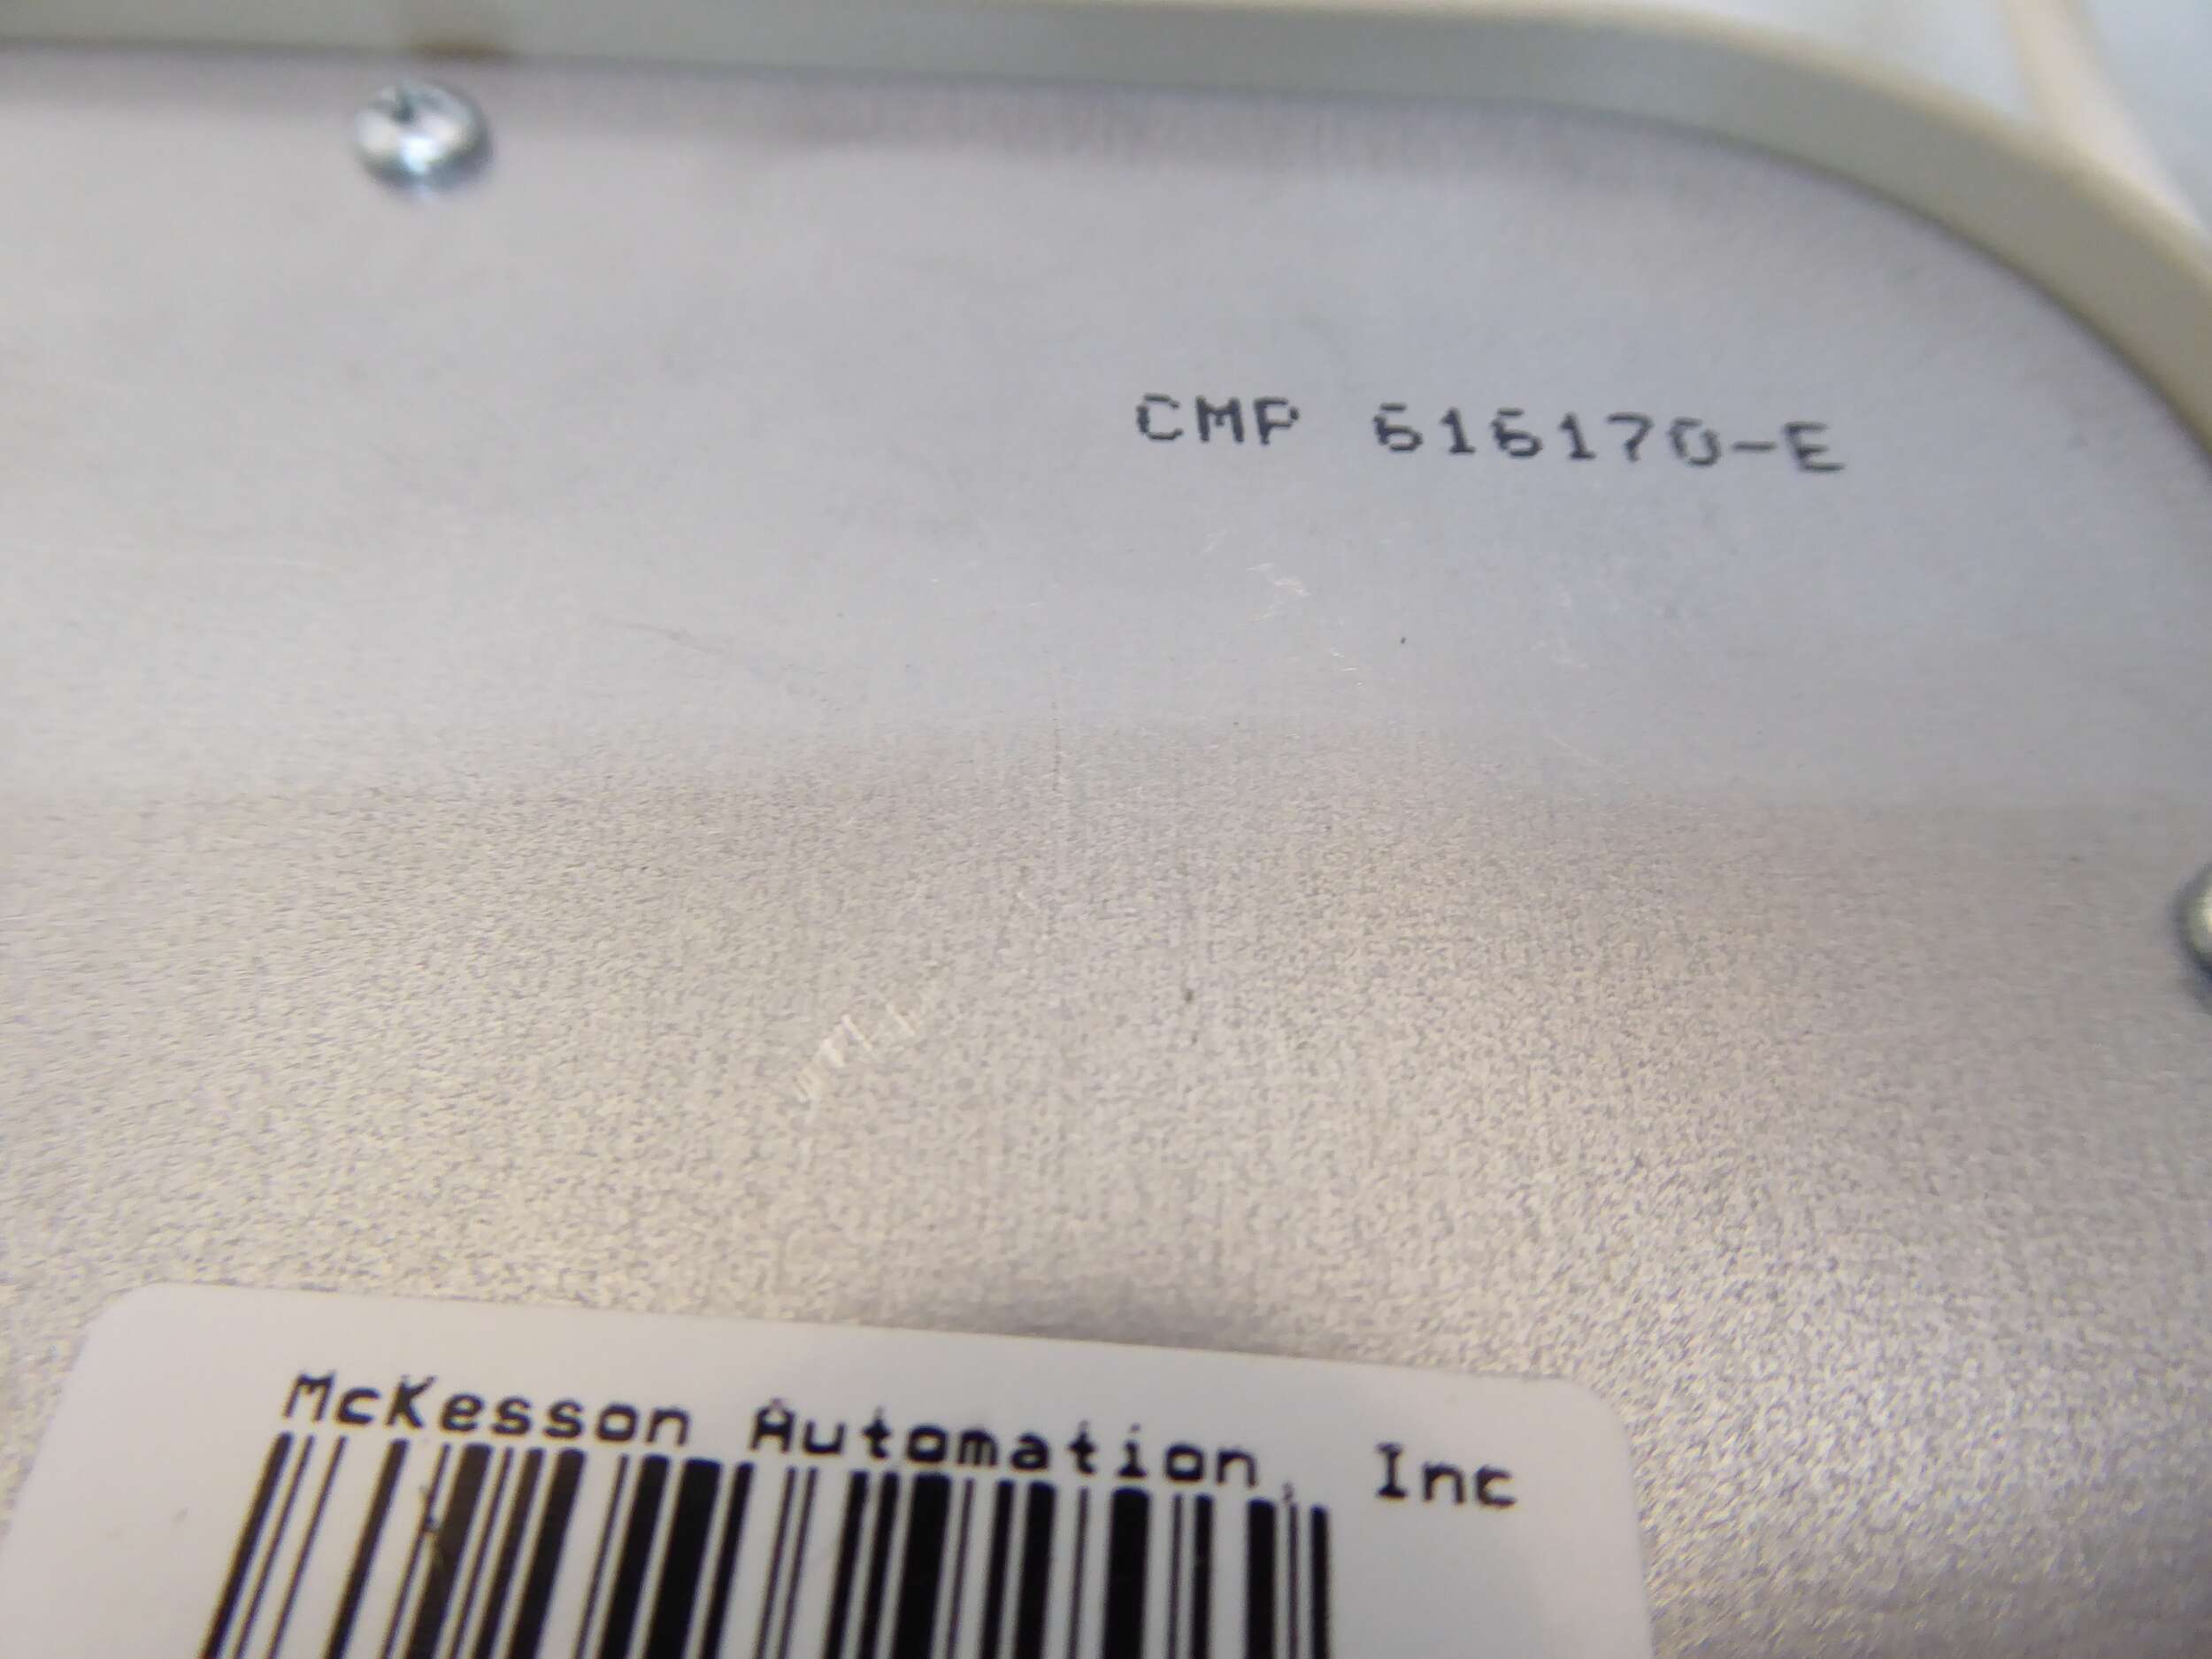 CMP 616170-E
McKesson Automation, Inc